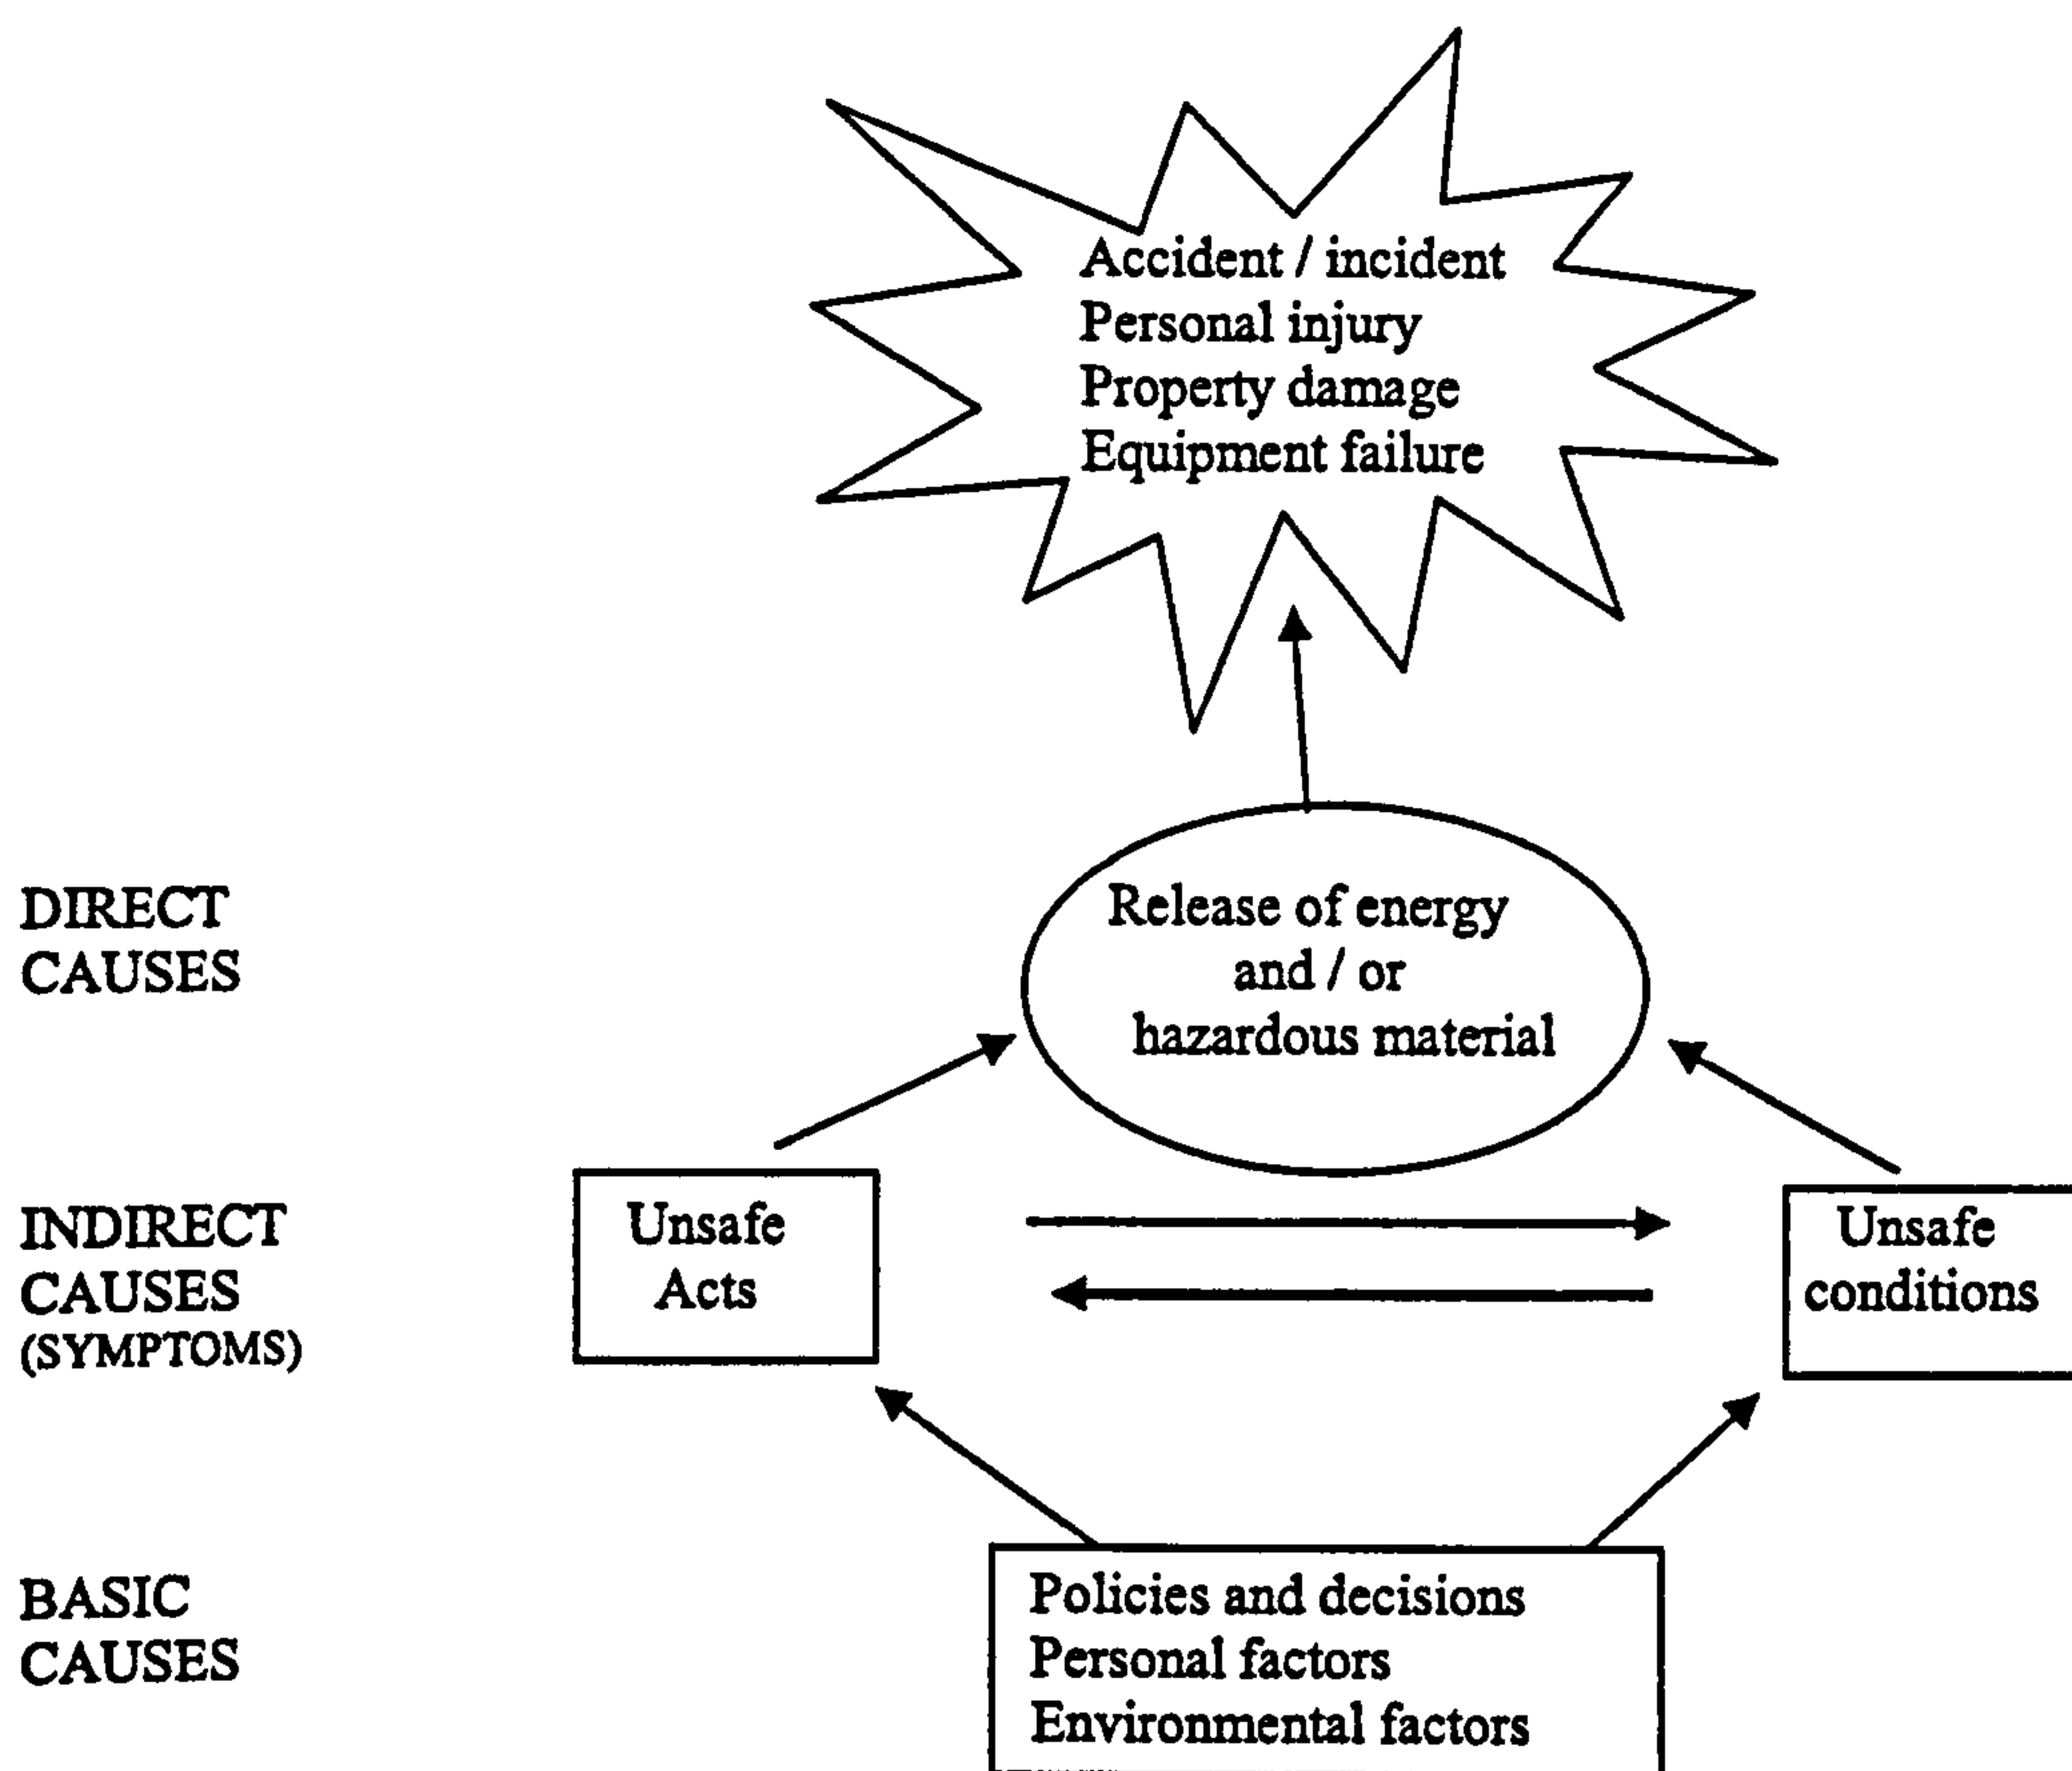 Accident / incident
Personal injury
Property damage
Equipment failure
DIRECT
CAUSES
Release of energy
and / or
hazardous material
INDIRECT
CAUSES
(SYMPTOMS)
Unsafe
Acts
Unsafe
conditions
BASIC
CAUSES
Policies and decisions
Personal factors
Environmental factors